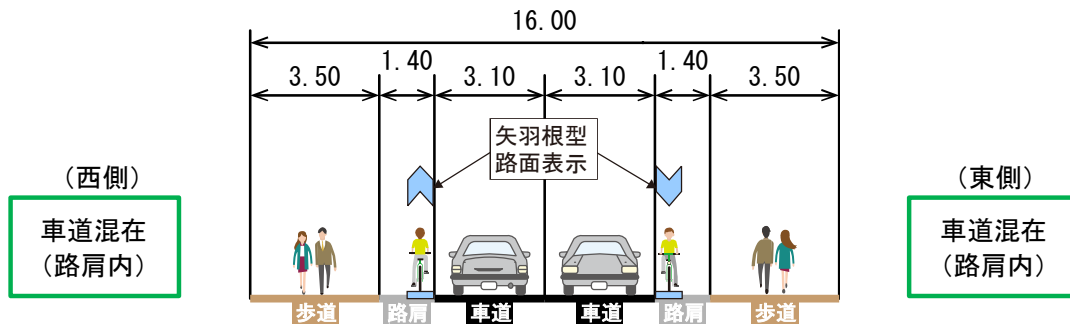 16.00
3.50
1.40
3.10
3.10
1.40
3.50
矢羽根型
路面表示
(西側)
車道混在
(路肩内)
(東側)
車道混在
(路肩内)
歩道
路肩
車道
車道
路肩
歩道